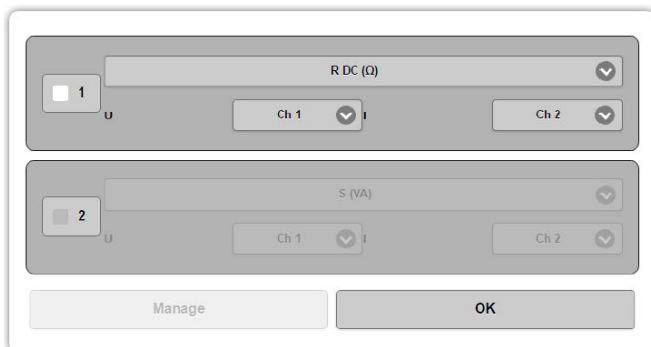 R DC (Ω)
1
U Ch 1 I Ch 2
S (VA)
2
U Ch 1 I Ch 2
Manage OK